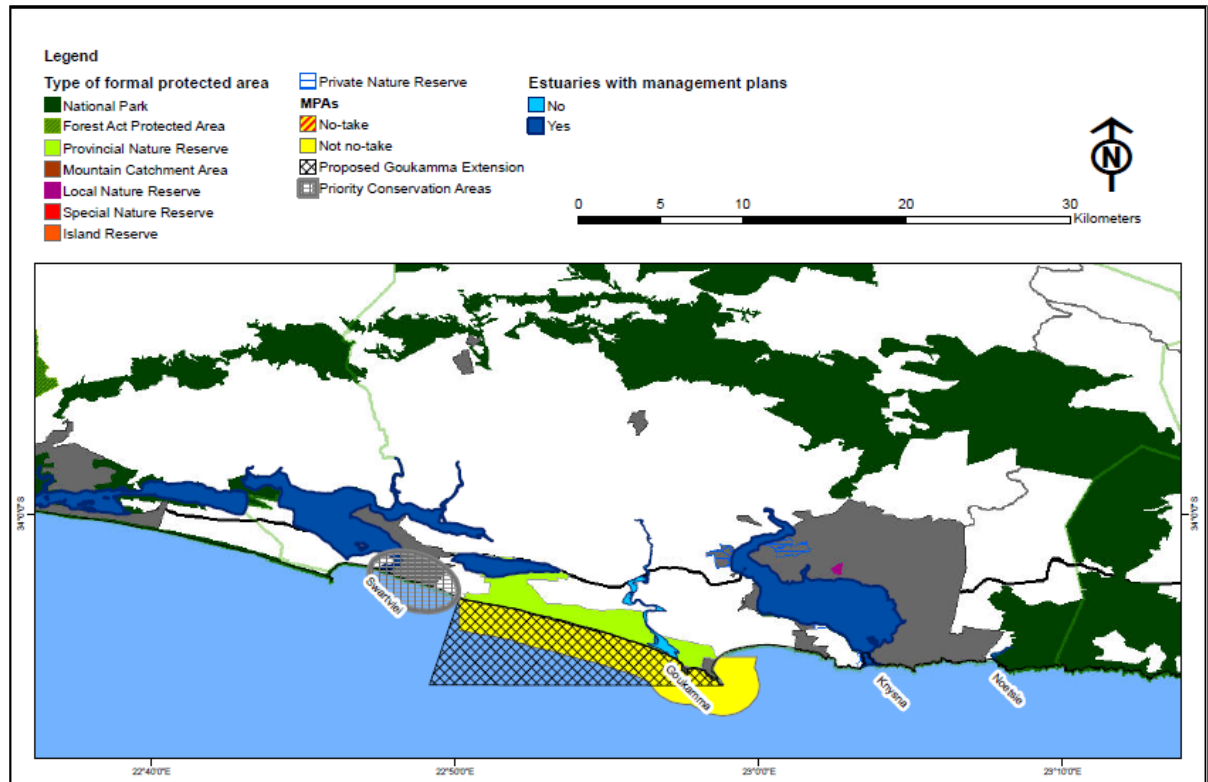 Legend
Type of formal protected area
National Park
Forest Act Protected Area
Provincial Nature Reserve
Mountain Catchment Area
Local Nature Reserve
Special Nature Reserve
Island Reserve
Private Nature Reserve
MPAs
No-take
Not no-take
Proposed Goukamma Extension
Priority Conservation Areas
Estuaries with management plans
No
Yes
N
0 5 10 20 30
Kilometers
34°0'0"S
34°0'0"S
Swartvlei
Goukamma
Knysna
Noetsie
22°40'0"E
22°50'0"E
23°0'0"E
23°10'0"E